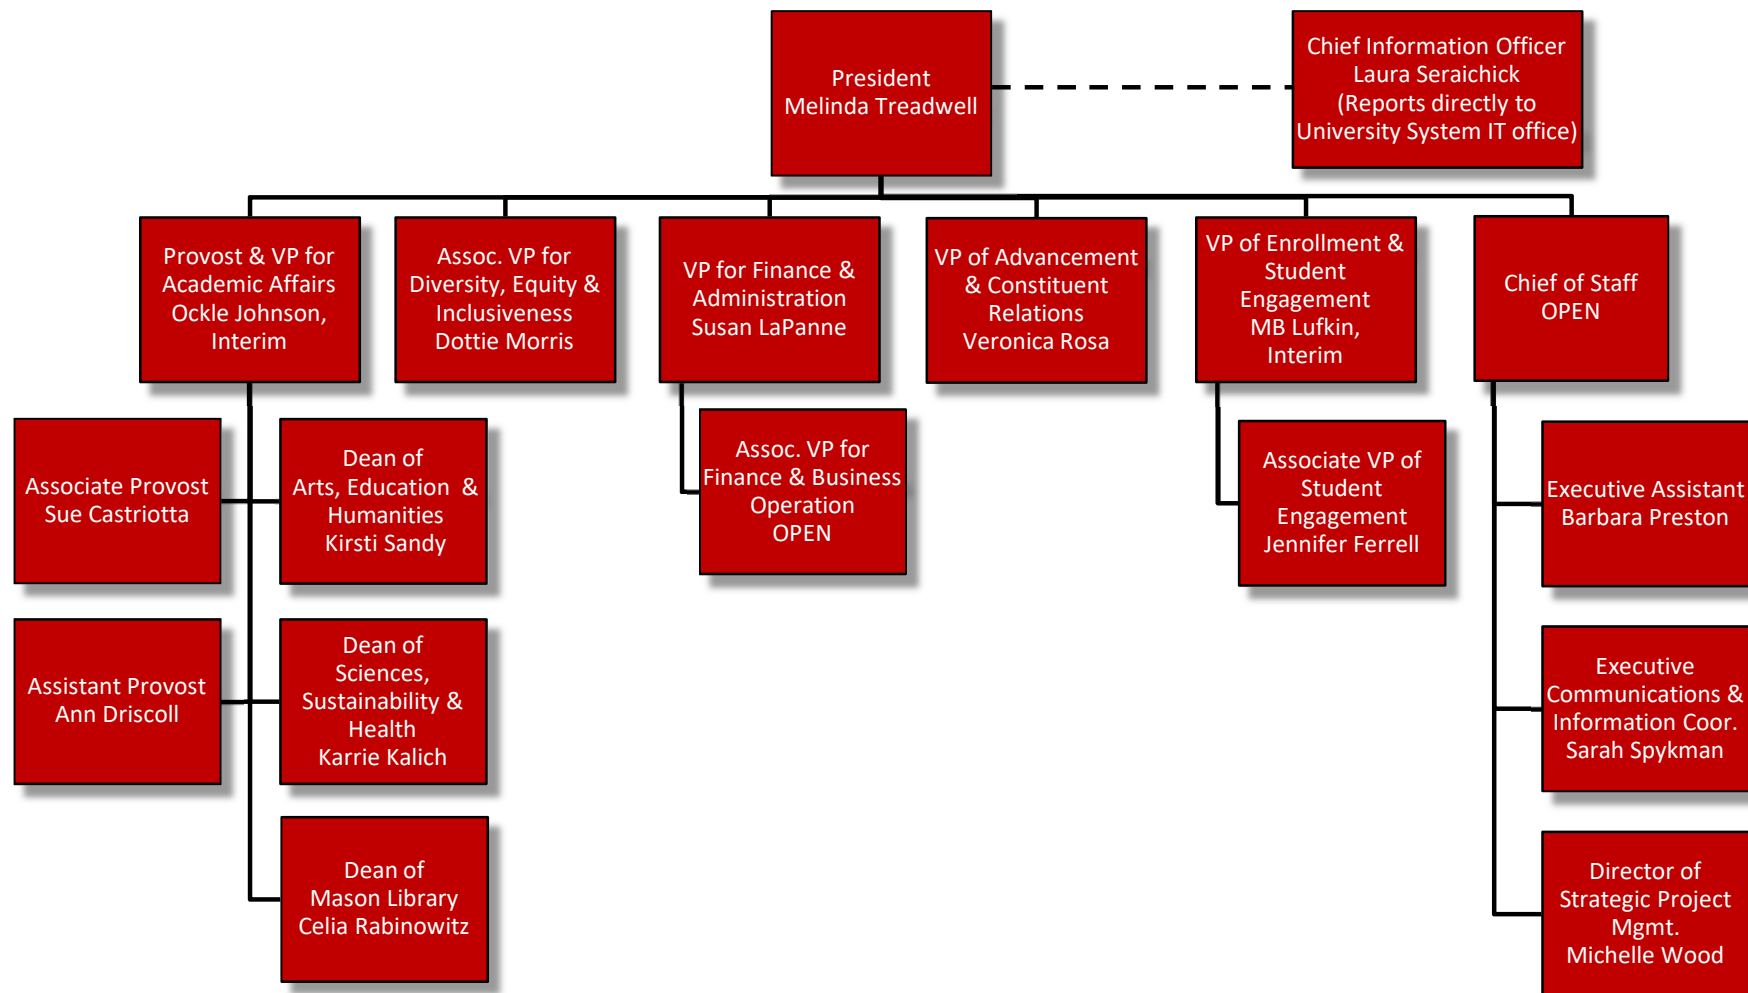 President
Melinda Treadwell
Chief Information Officer
Laura Seraichick
(Reports directly to
University System IT office)
Provost & VP for
Academic Affairs
Ockle Johnson,
Interim
Assoc. VP for
Diversity, Equity &
Inclusiveness
Dottie Morris
VP for Finance &
Administration
Susan LaPanne
VP of Advancement
& Constituent
Relations
Veronica Rosa
VP of Enrollment &
Student
Engagement
MB Lufkin,
Interim
Chief of Staff
OPEN
Associate Provost
Sue Castriotta
Dean of
Arts, Education &
Humanities
Kirsti Sandy
Assoc. VP for
Finance & Business
Operation
OPEN
Associate VP of
Student
Engagement
Jennifer Ferrell
Executive Assistant
Barbara Preston
Assistant Provost
Ann Driscoll
Dean of
Sciences,
Sustainability &
Health
Karrie Kalich
Executive
Communications &
Information Coor.
Sarah Spykman
Dean of
Mason Library
Celia Rabinowitz
Director of
Strategic Project
Mgmt.
Michelle Wood